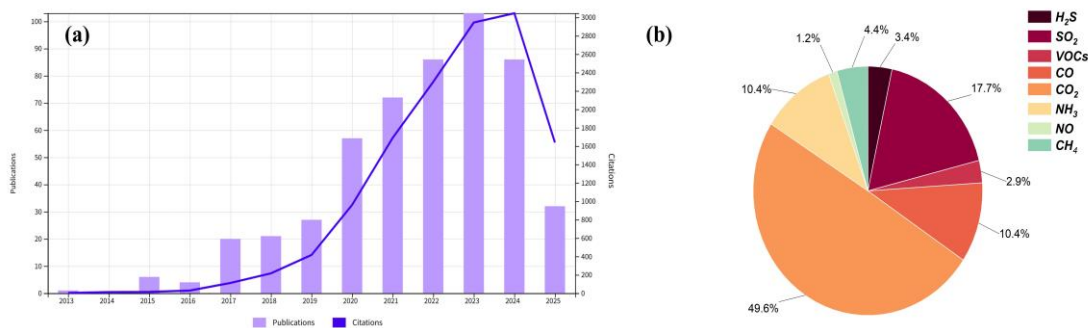 (a)
Publications
100
90
80
70
60
50
40
30
20
10
0
3000
2800
2600
2400
2200
2000
1800
1600
1400
1200
1000
800
600
400
200
0
Citations
2013 2014 2015 2016 2017 2018 2019 2020 2021 2022 2023 2024 2025
Publications Citations
(b)
1.2%
4.4%
3.4%
10.4%
17.7%
2.9%
10.4%
49.6%
H₂S
SO₂
VOCs
CO
CO₂
NH₃
NO
CH₄